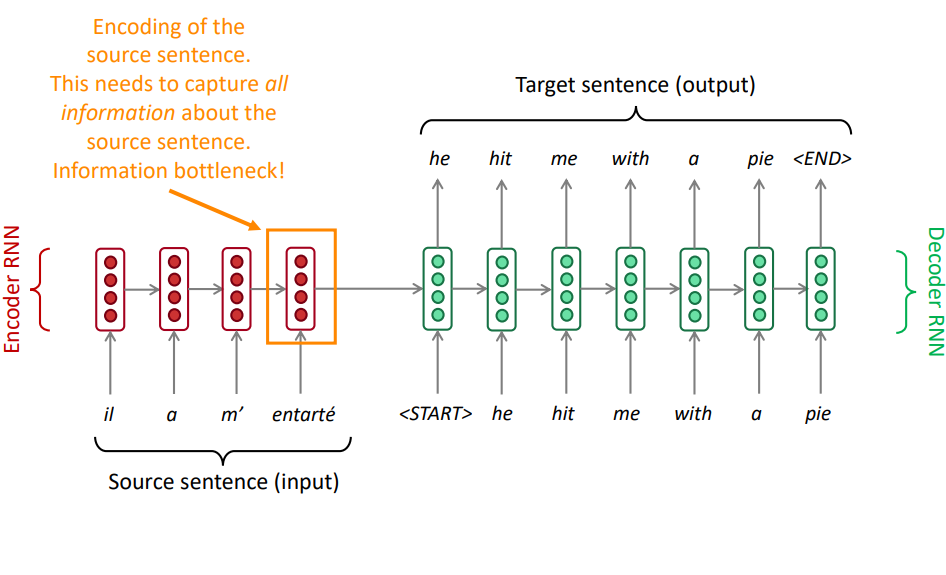 Encoding of the
source sentence.
This needs to capture all
information about the
source sentence.
Information bottleneck!
Target sentence (output)
he hit me with a pie <END>
Encoder RNN
Decoder RNN
il a m’ entarté
<START> he hit me with a pie
Source sentence (input)